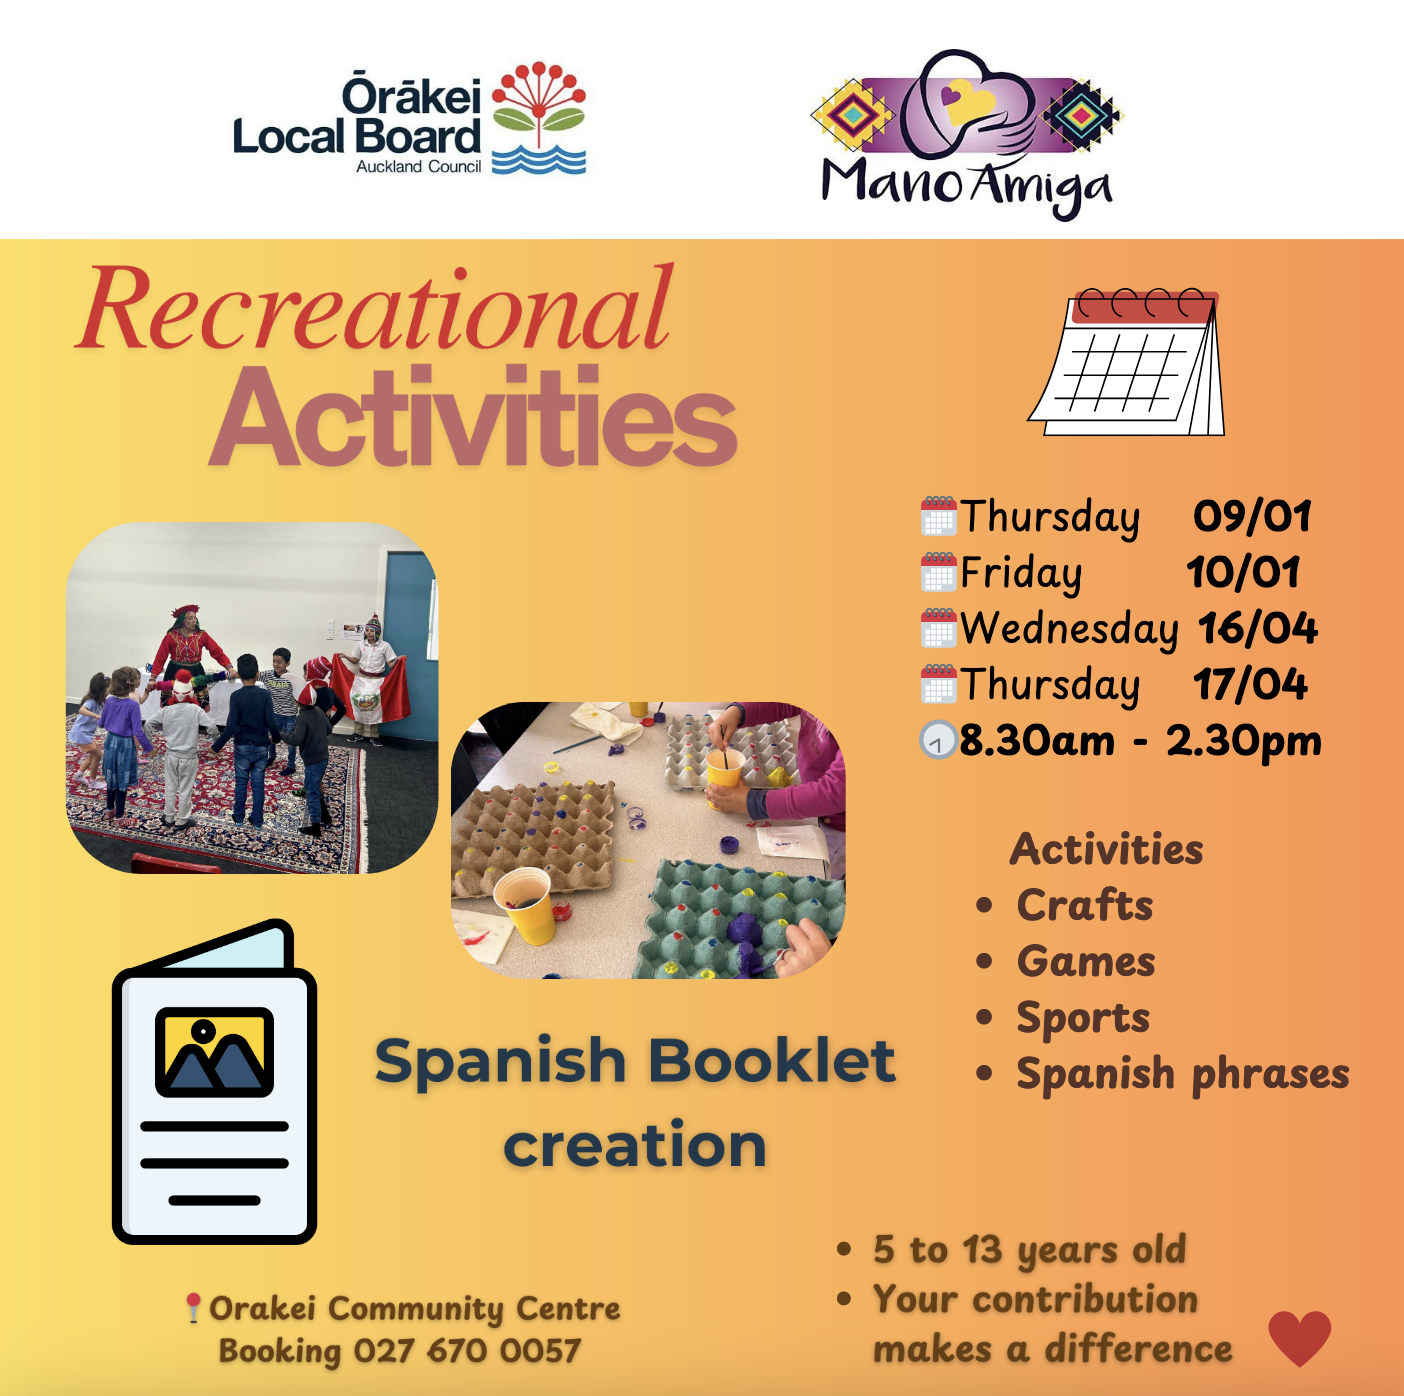 Ōrākei
Local Board
Auckland Council
Mano Amiga
Recreational
Activities
Thursday 09/01
Friday 10/01
Wednesday 16/04
Thursday 17/04
8.30am - 2.30pm
Activities
• Crafts
• Games
• Sports
• Spanish phrases
Spanish Booklet
creation
• 5 to 13 years old
• Your contribution
makes a difference
Orakei Community Centre
Booking 027 670 0057